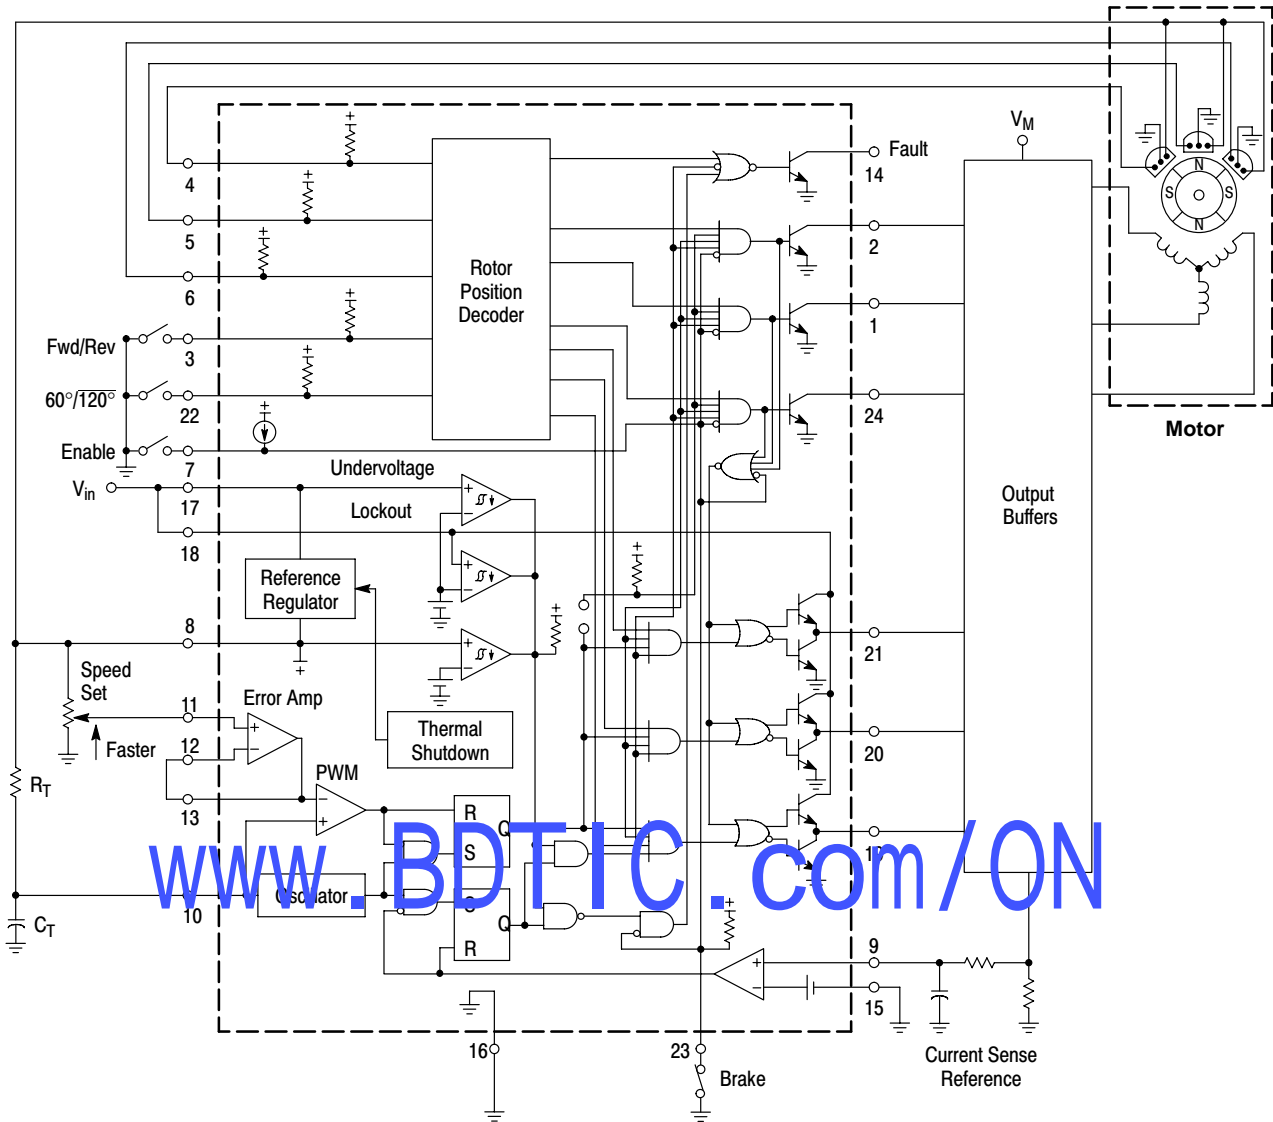 V_M
Fault
14
4
5
6
Fwd/Rev
3
60°/120°
22
Enable
7
V_in
17
18
Rotor
Position
Decoder
2
1
24
N
S
S
N
Motor
Undervoltage
Lockout
Reference
Regulator
Output
Buffers
8
Speed
Set
11
Faster
12
13
Error Amp
Thermal
Shutdown
PWM
21
20
R_T
C_T
10
R
Q
S
Q
R
www.BDTIC.com/ON
9
15
16
23
Brake
Current Sense
Reference